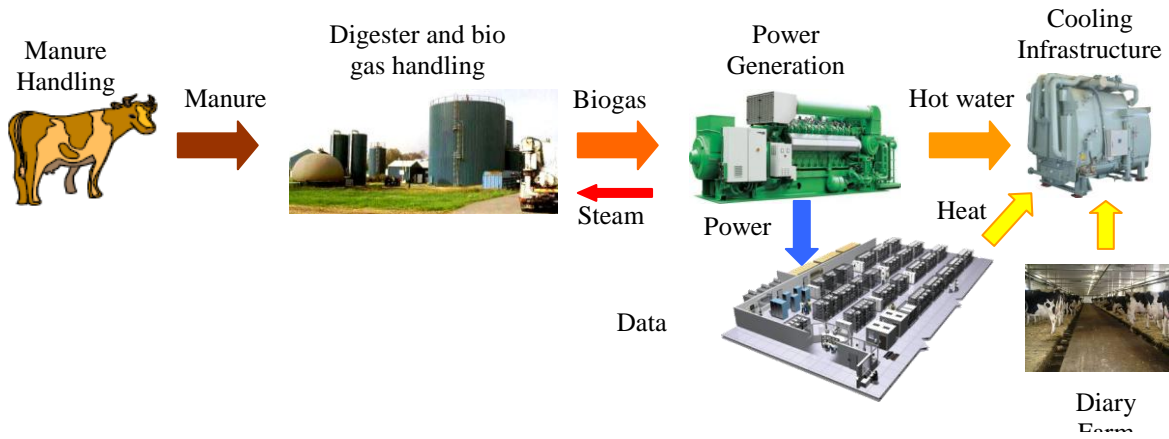 Manure
Handling
Manure
Digester and bio
gas handling
Biogas
Steam
Power
Generation
Power
Hot water
Cooling
Infrastructure
Heat
Data
Diary
Farm